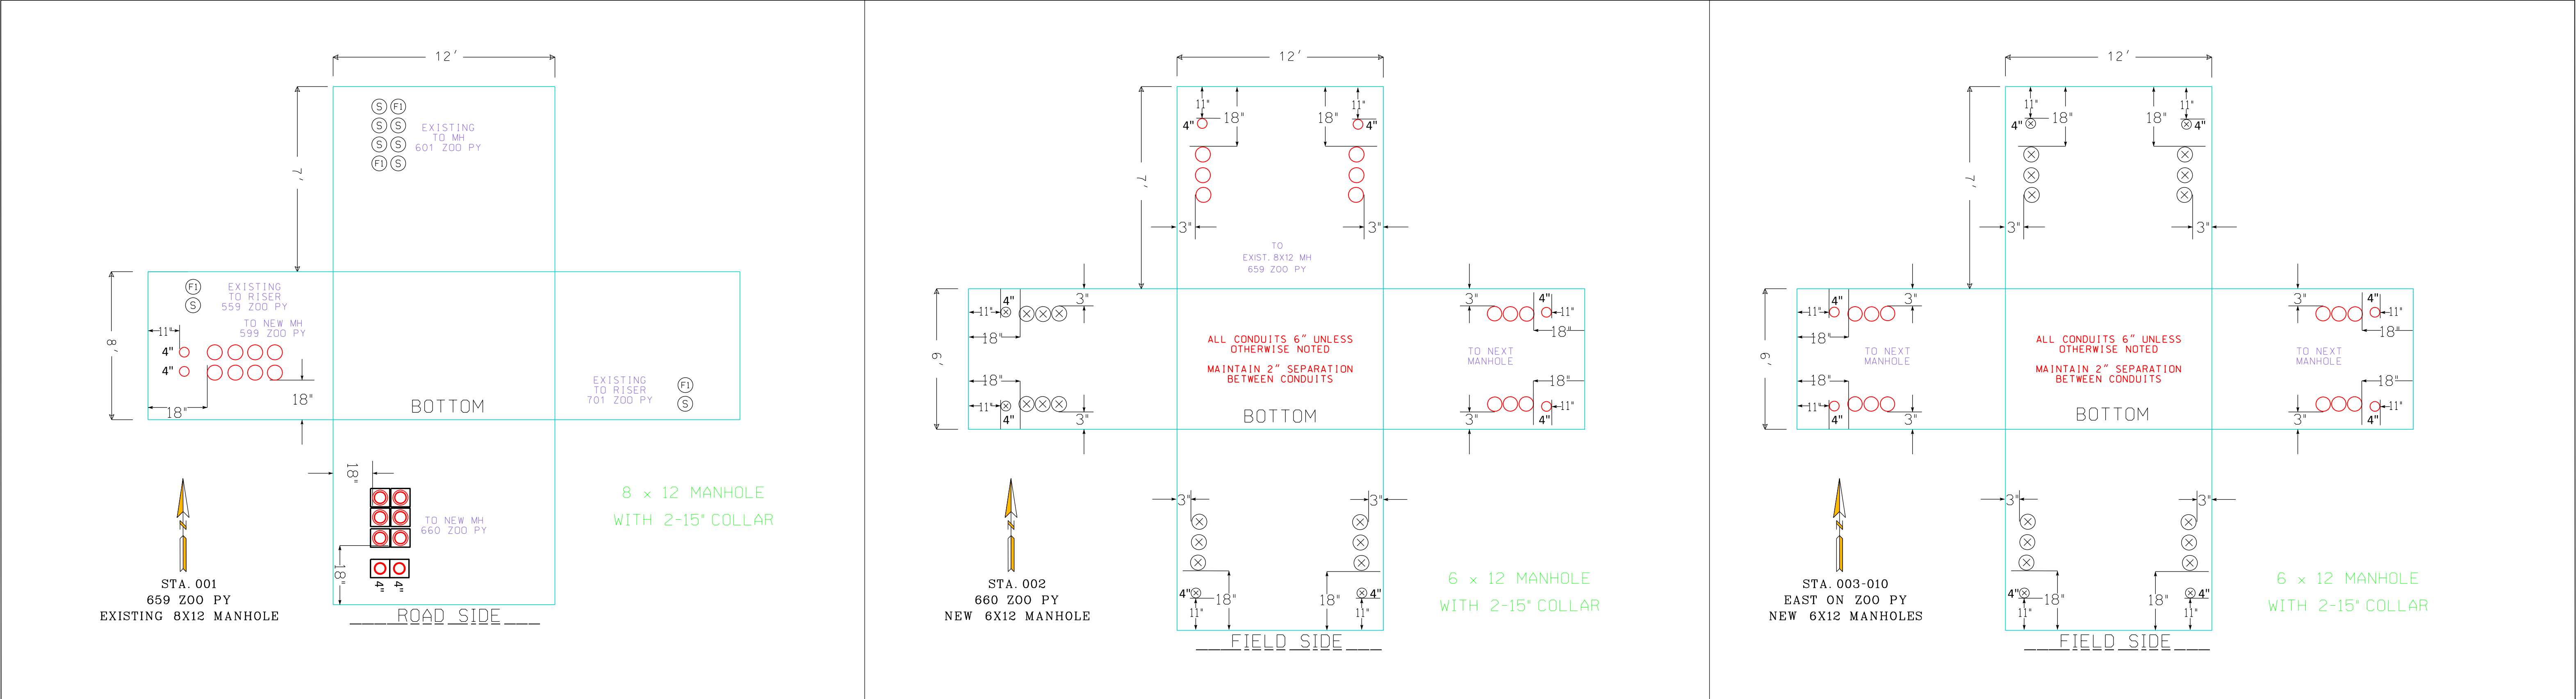 12'
7'
Ⓢ F1
S S
S S
F1 S
EXISTING
TO MH
601 ZOO PY
8'
F1
S
EXISTING
TO RISER
559 ZOO PY
TO NEW MH
599 ZOO PY
11"
4"
4"
18"
18"
BOTTOM
EXISTING
TO RISER
701 ZOO PY
F1
S
18"
TO NEW MH
660 ZOO PY
18"
4" 4"
8 x 12 MANHOLE
WITH 2-15" COLLAR
N
STA. 001
659 ZOO PY
EXISTING 8X12 MANHOLE
ROAD SIDE
12'
7'
11" 11"
18" 18"
4" 4"
3" 3"
TO
EXIST. 8X12 MH
659 ZOO PY
6'
11" 4" 3"
18"
18"
11" 4" 3"
ALL CONDUITS 6" UNLESS
OTHERWISE NOTED
MAINTAIN 2" SEPARATION
BETWEEN CONDUITS
BOTTOM
3" 4" 11"
18"
TO NEXT
MANHOLE
18"
3" 4" 11"
3" 3"
4" 18" 18" 4"
11" 11"
6 x 12 MANHOLE
WITH 2-15" COLLAR
N
STA. 002
660 ZOO PY
NEW 6X12 MANHOLE
FIELD SIDE
12'
7'
11" 11"
18" 18"
4" 4"
3" 3"
6'
11" 4" 3"
18"
TO NEXT
MANHOLE
18"
11" 4" 3"
ALL CONDUITS 6" UNLESS
OTHERWISE NOTED
MAINTAIN 2" SEPARATION
BETWEEN CONDUITS
BOTTOM
3" 4" 11"
18"
TO NEXT
MANHOLE
18"
3" 4" 11"
3" 3"
4" 18" 18" 4"
11" 11"
6 x 12 MANHOLE
WITH 2-15" COLLAR
N
STA. 003-010
EAST ON ZOO PY
NEW 6X12 MANHOLES
FIELD SIDE